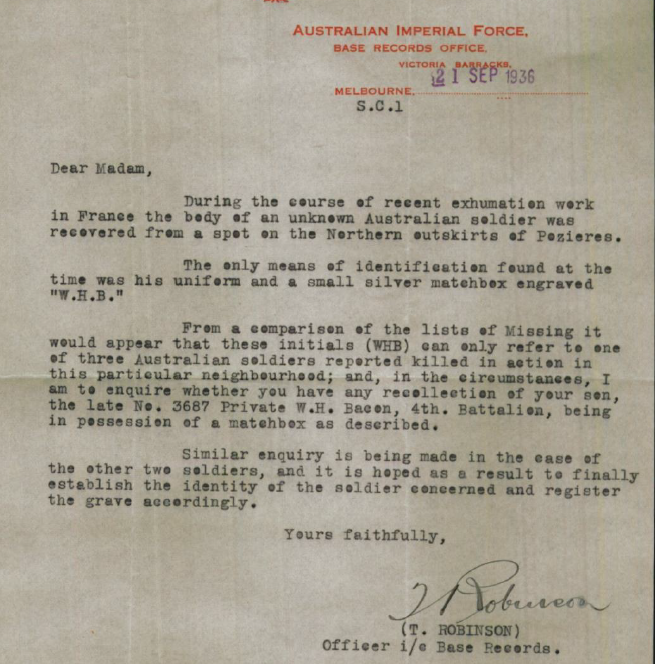 AUSTRALIAN IMPERIAL FORCE,
BASE RECORDS OFFICE,
VICTORIA BARRACKS,
21 SEP 1936
MELBOURNE,
S.C.1
Dear Madam,
During the course of recent exhumation work
in France the body of an unknown Australian soldier was
recovered from a spot on the Northern outskirts of Pozieres.
The only means of identification found at the
time was his uniform and a small silver matchbox engraved
"W.H.B."
From a comparison of the lists of Missing it
would appear that these initials (WHB) can only refer to one
of three Australian soldiers reported killed in action in
this particular neighbourhood; and, in the circumstances, I
am to enquire whether you have any recollection of your son,
the late No. 3687 Private W.H. Bacon, 4th. Battalion, being
in possession of a matchbox as described.
Similar enquiry is being made in the case of
the other two soldiers, and it is hoped as a result to finally
establish the identity of the soldier concerned and register
the grave accordingly.
Yours faithfully,
T Robinson
(T. ROBINSON)
Officer i/c Base Records.